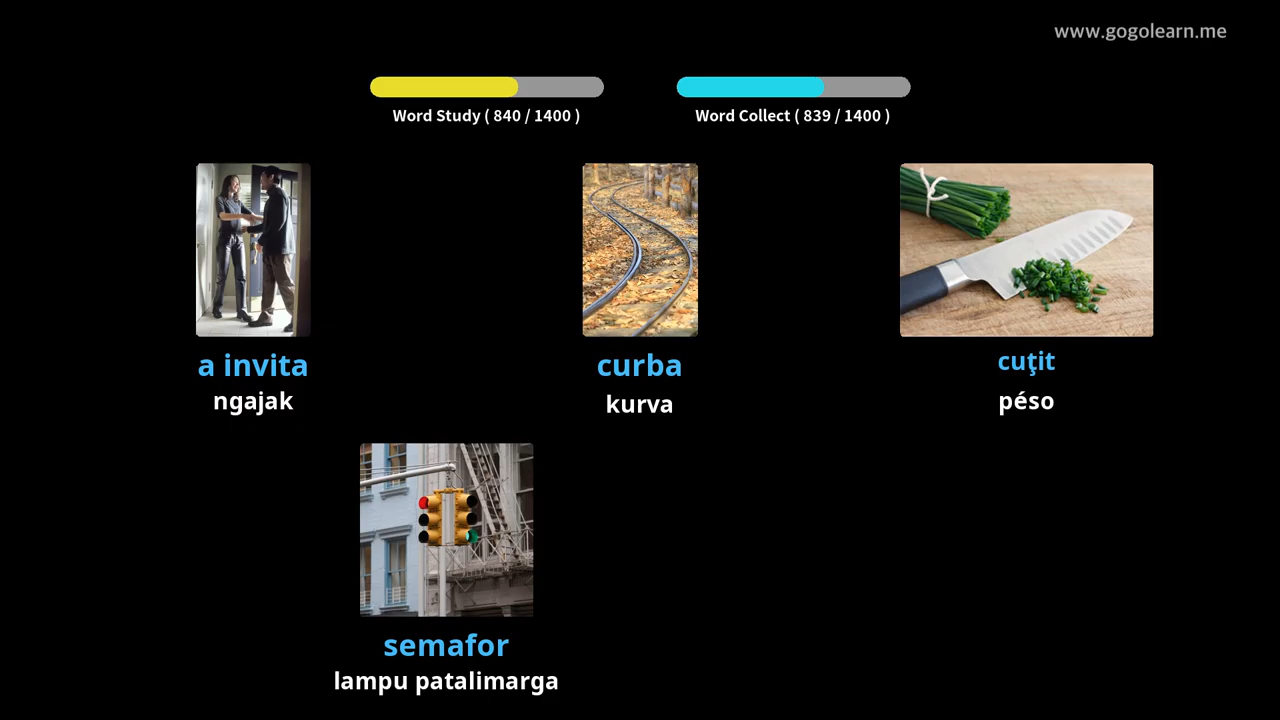 www.gogolearn.me
Word Study ( 840 / 1400 )
Word Collect ( 839 / 1400 )
a invita
ngajak
curba
kurva
cuţit
péso
semafor
lampu patalimarga